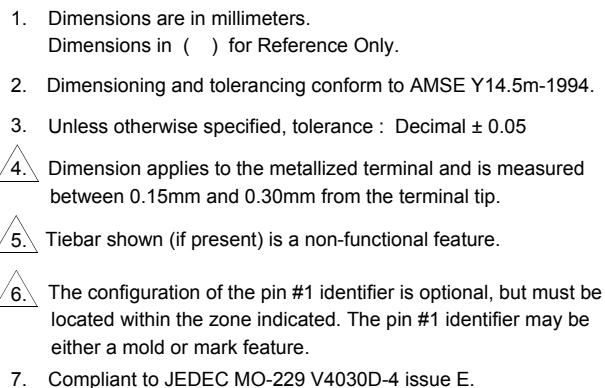 1. Dimensions are in millimeters.
Dimensions in ( ) for Reference Only.
2. Dimensioning and tolerancing conform to AMSE Y14.5m-1994.
3. Unless otherwise specified, tolerance : Decimal ± 0.05
4. Dimension applies to the metallized terminal and is measured
between 0.15mm and 0.30mm from the terminal tip.
5. Tiebar shown (if present) is a non-functional feature.
6. The configuration of the pin #1 identifier is optional, but must be
located within the zone indicated. The pin #1 identifier may be
either a mold or mark feature.
7. Compliant to JEDEC MO-229 V4030D-4 issue E.